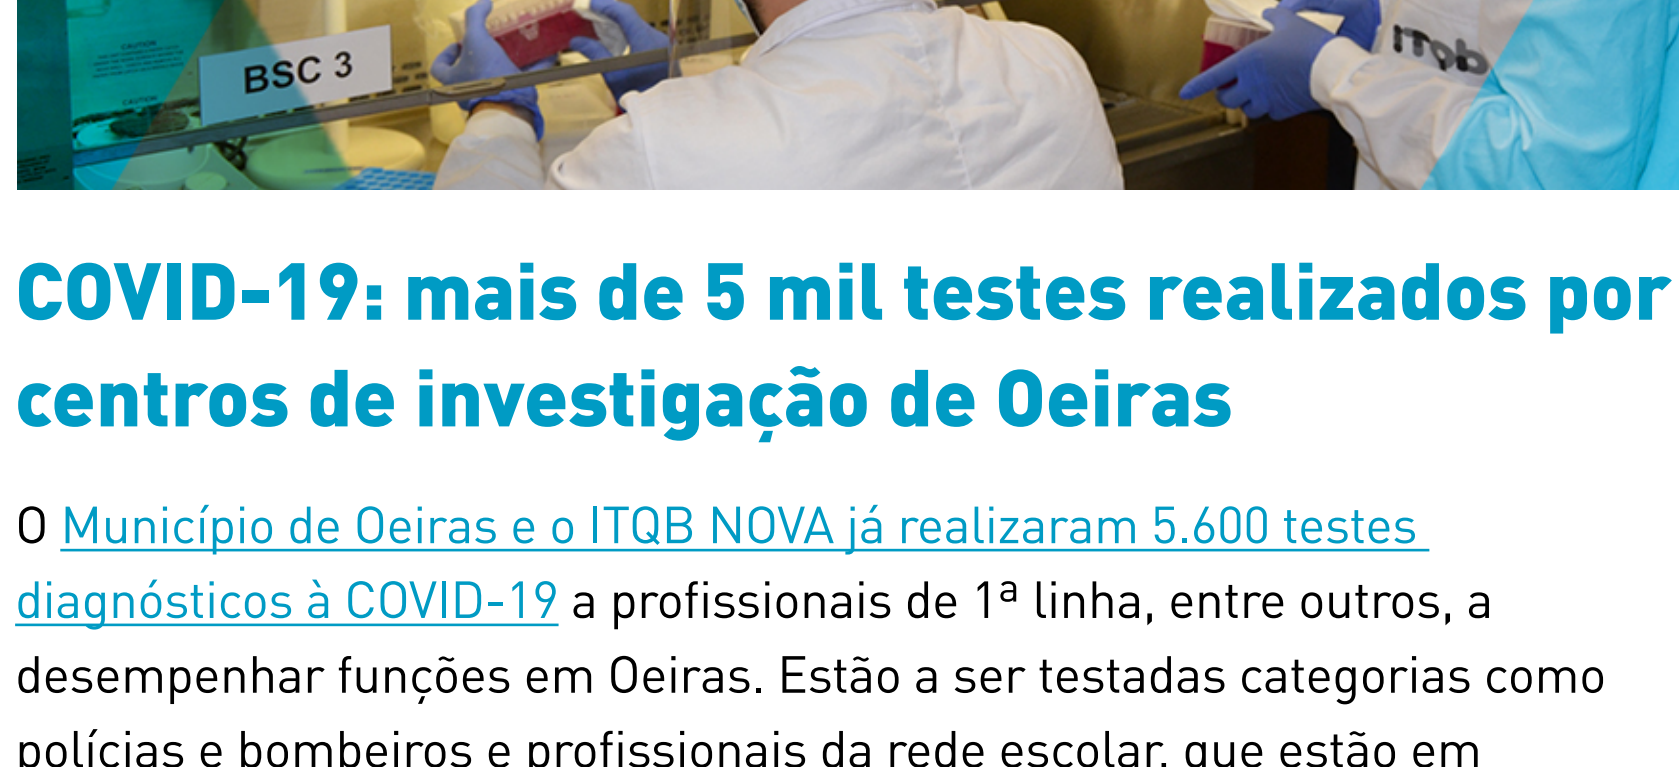 CAUTION
CAUTION
BSC 3
ITQb
COVID-19: mais de 5 mil testes realizados por
centros de investigação de Oeiras
O Município de Oeiras e o ITQB NOVA já realizaram 5.600 testes
diagnósticos à COVID-19 a profissionais de 1ª linha, entre outros, a
desempenhar funções em Oeiras. Estão a ser testadas categorias como
polícias e bombeiros e profissionais da rede escolar, que estão em